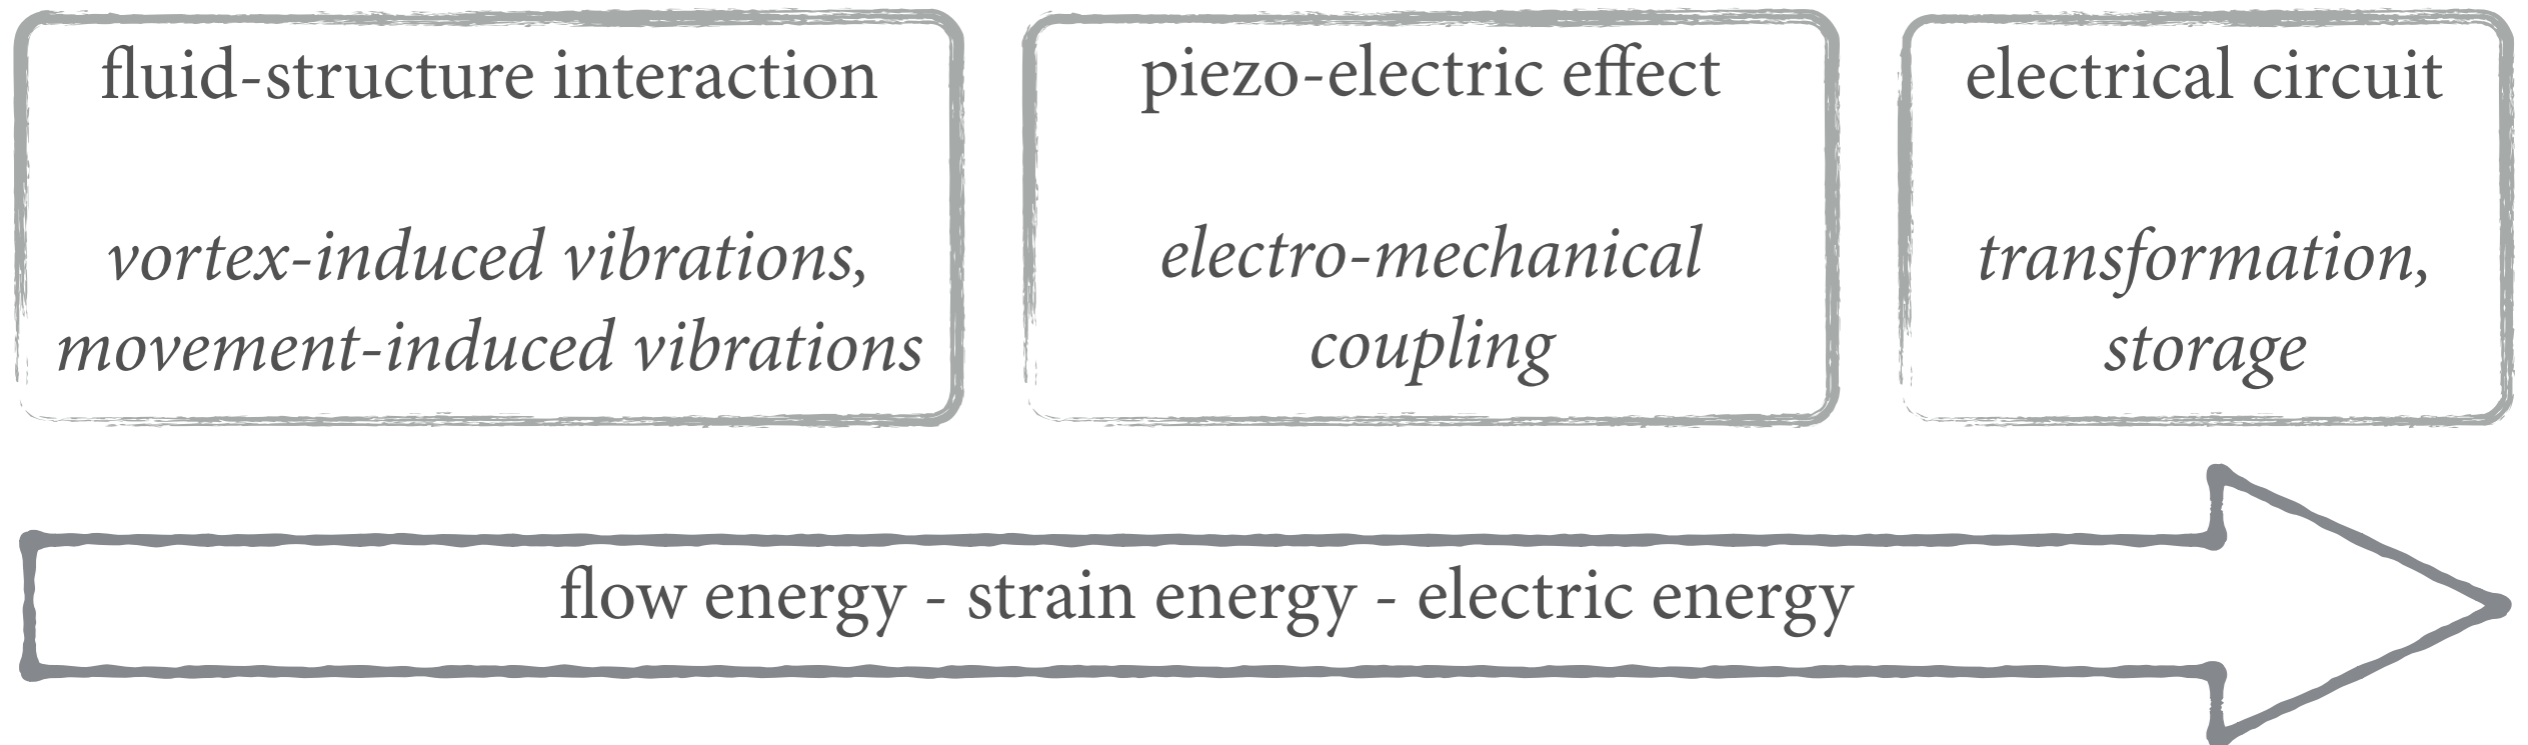 fluid-structure interaction
vortex-induced vibrations,
movement-induced vibrations
piezo-electric effect
electro-mechanical
coupling
electrical circuit
transformation,
storage
flow energy - strain energy - electric energy